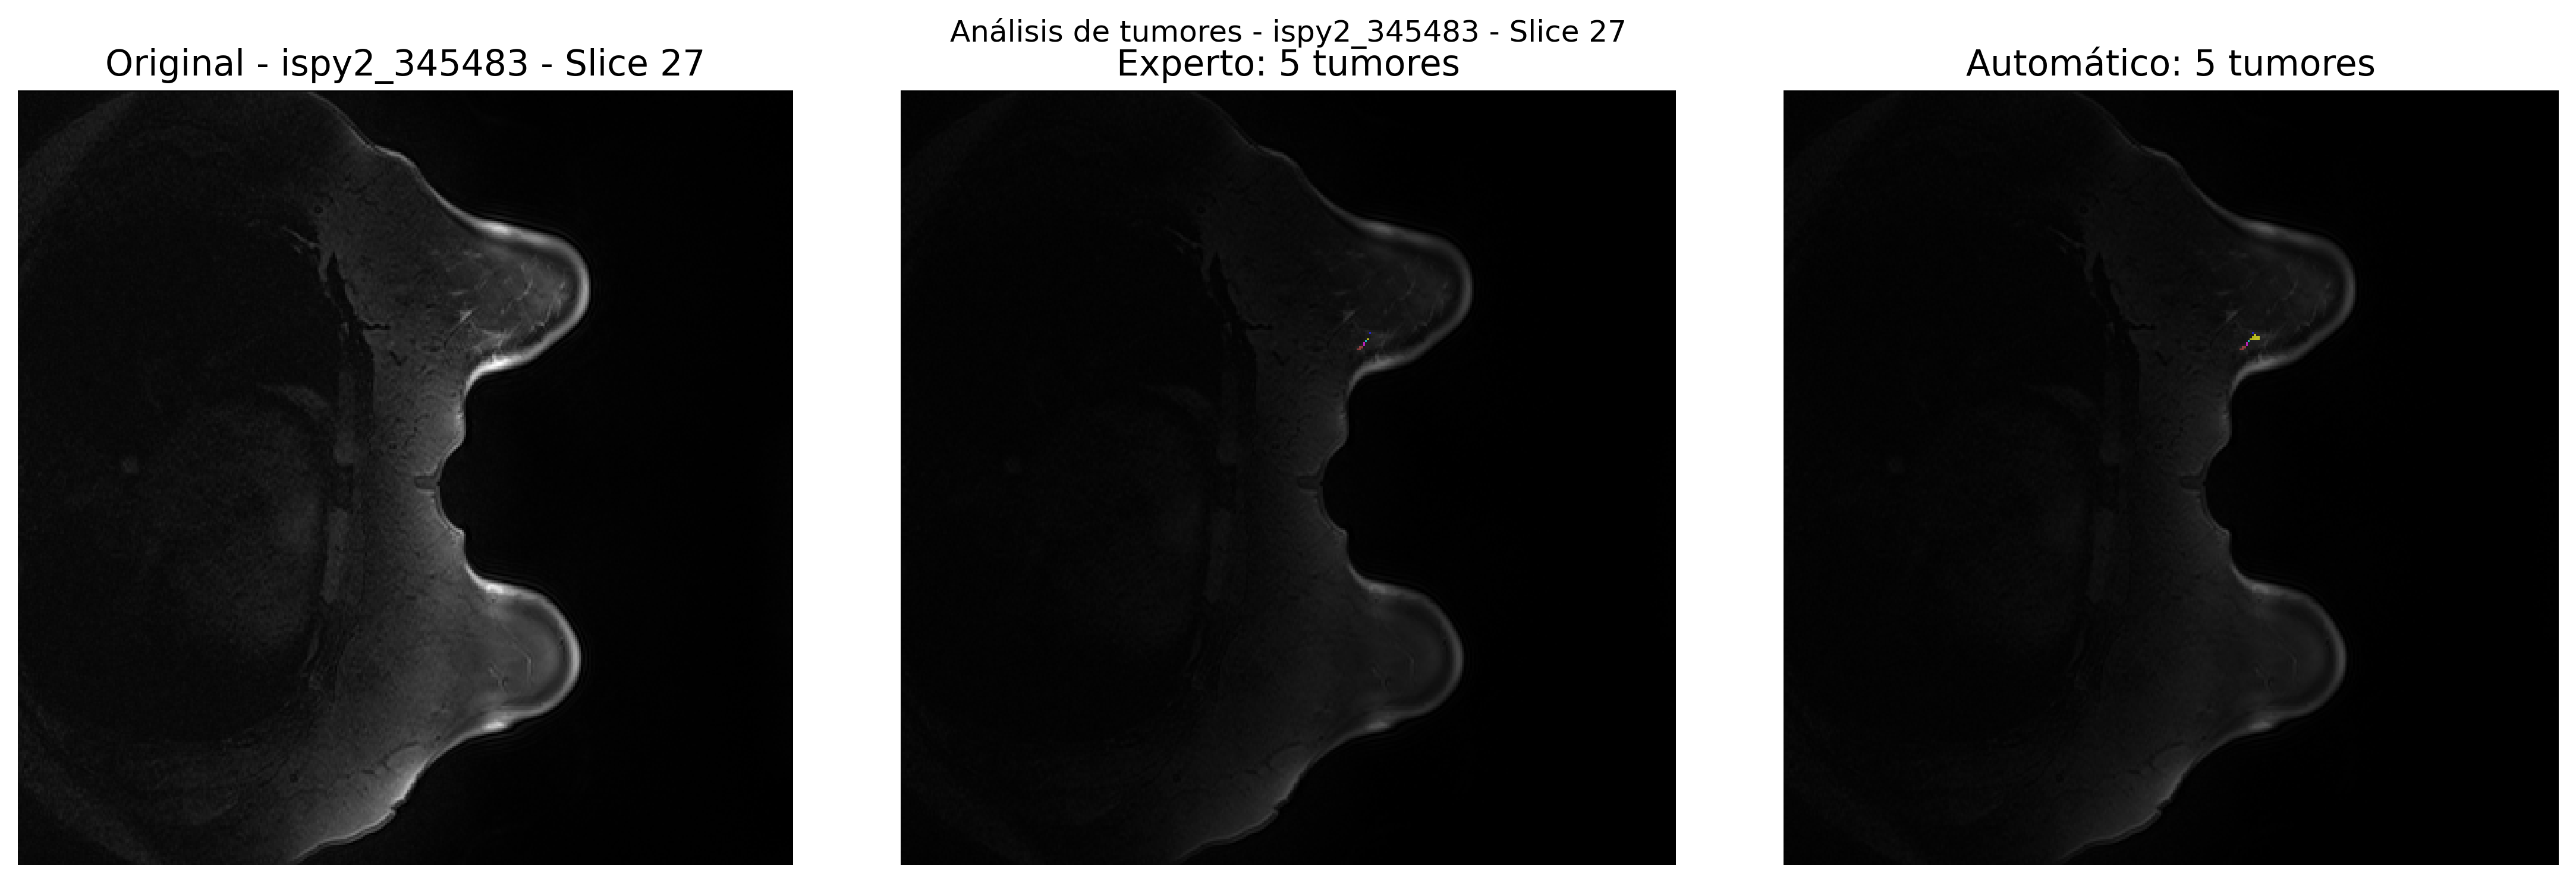 Análisis de tumores - ispy2_345483 - Slice 27
Original - ispy2_345483 - Slice 27
Experto: 5 tumores
Automático: 5 tumores